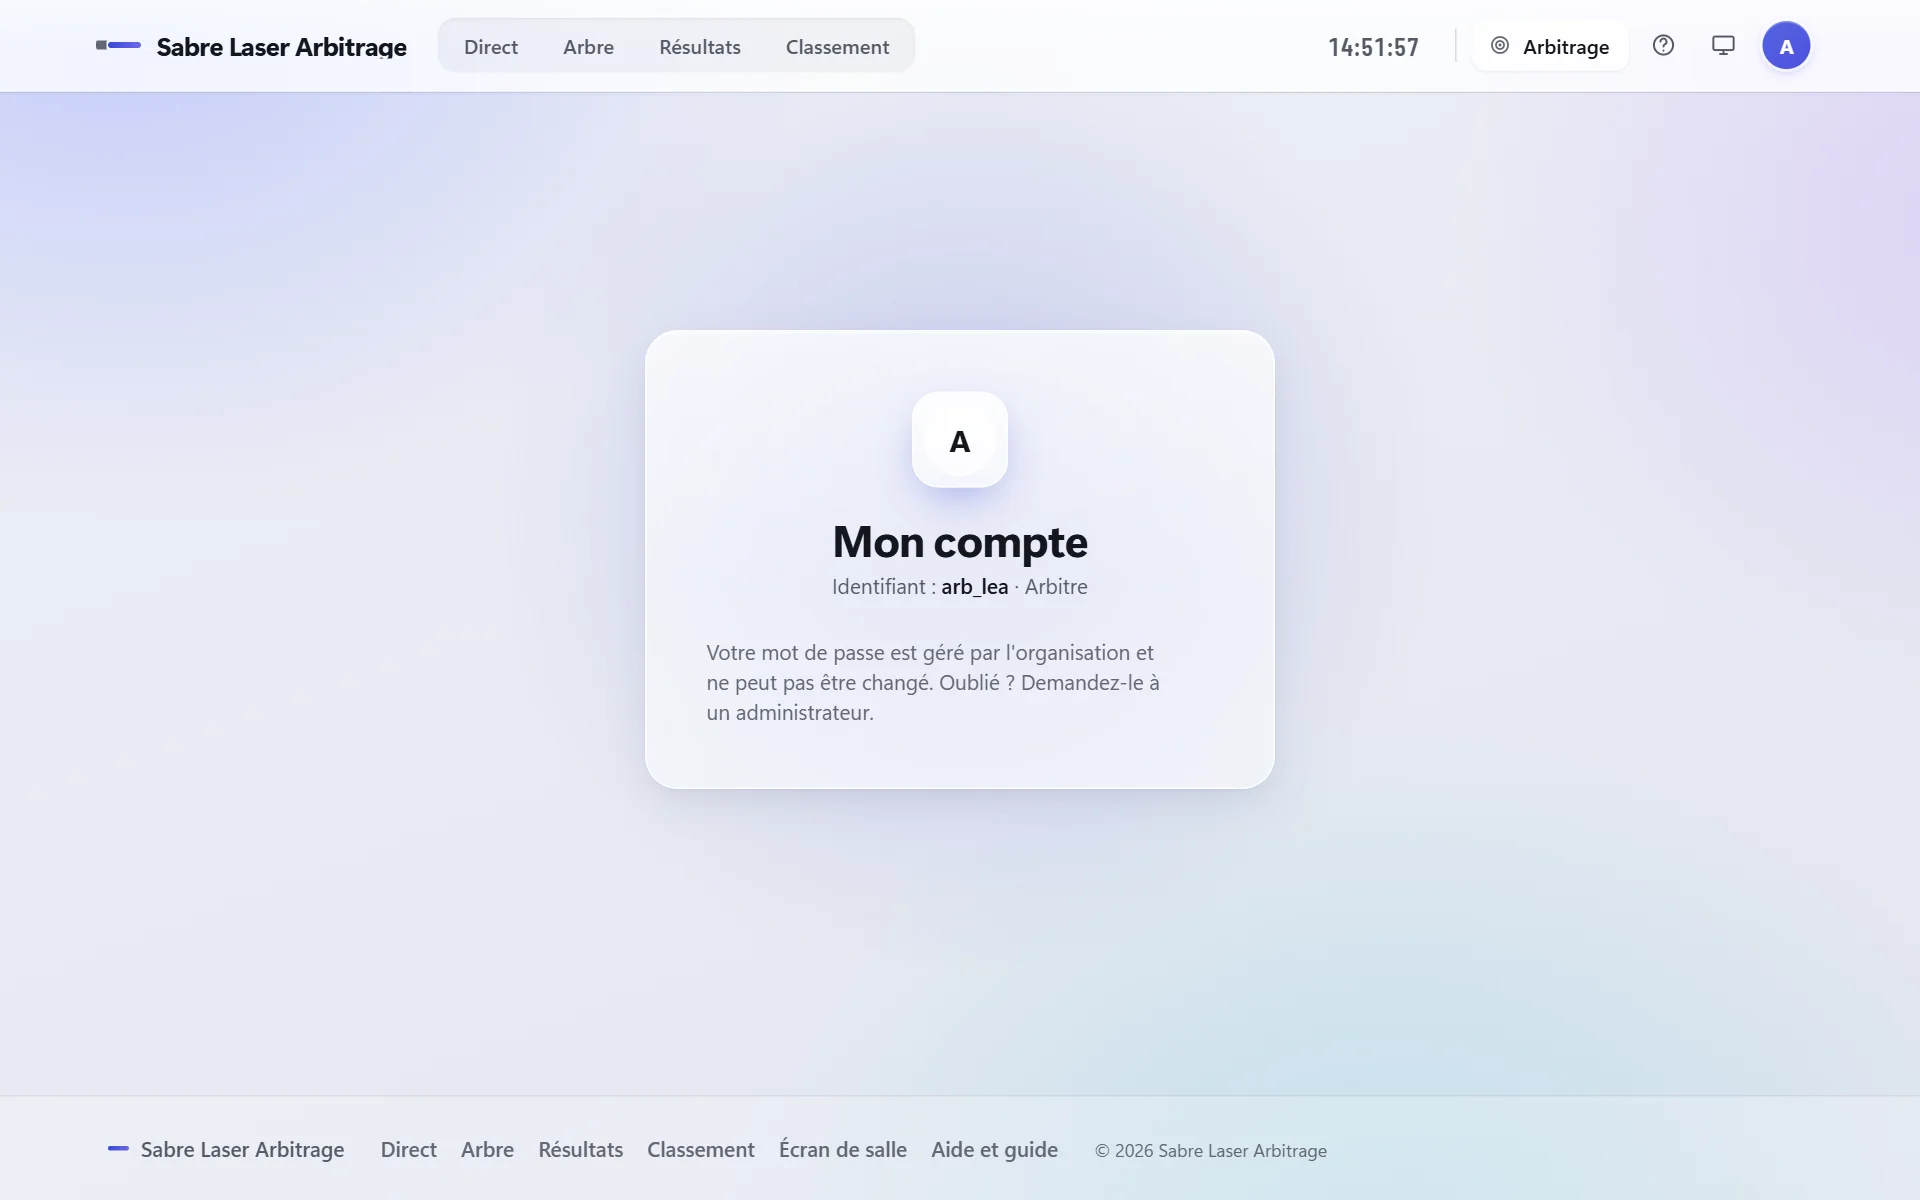 Sabre Laser Arbitrage
Direct Arbre Résultats Classement
14:51:57
Arbitrage
A
A
Mon compte
Identifiant : arb_lea · Arbitre
Votre mot de passe est géré par l'organisation et
ne peut pas être changé. Oublié ? Demandez-le à
un administrateur.
Sabre Laser Arbitrage Direct Arbre Résultats Classement Écran de salle Aide et guide © 2026 Sabre Laser Arbitrage